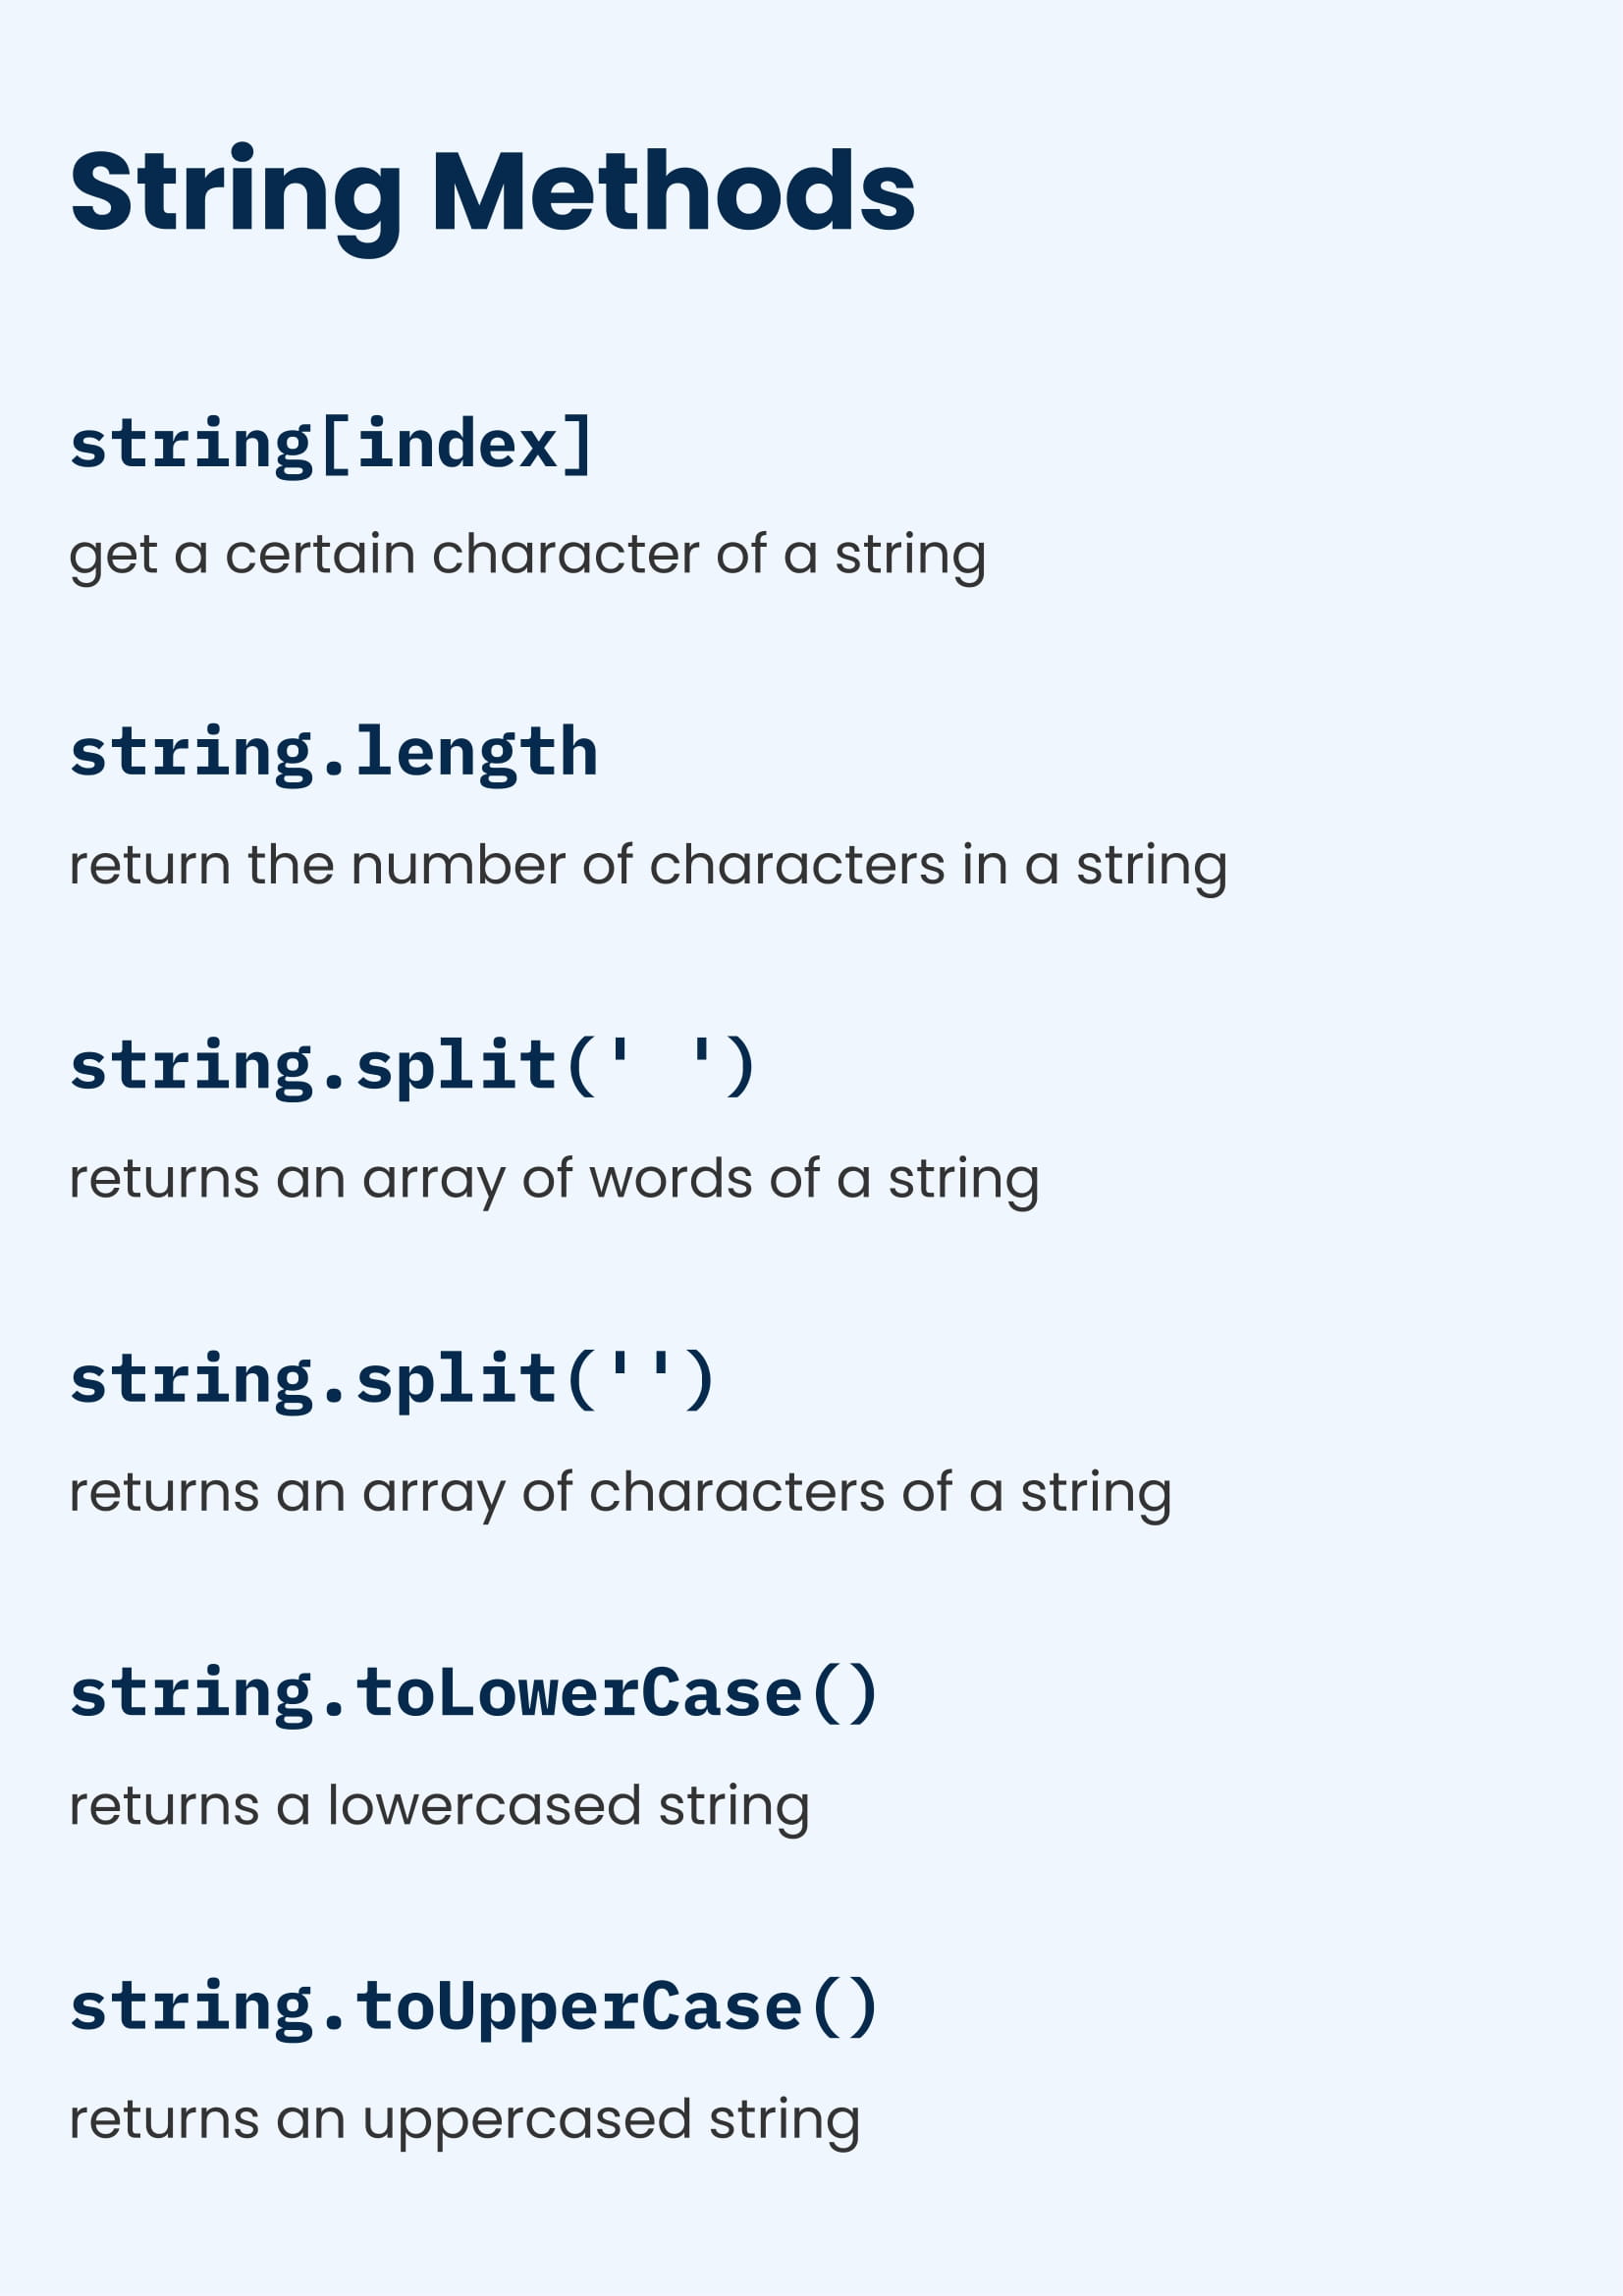 String Methods
string[index]
get a certain character of a string
string.length
return the number of characters in a string
string.split(' ')
returns an array of words of a string
string.split('')
returns an array of characters of a string
string.toLowerCase()
returns a lowercased string
string.toUpperCase()
returns an uppercased string